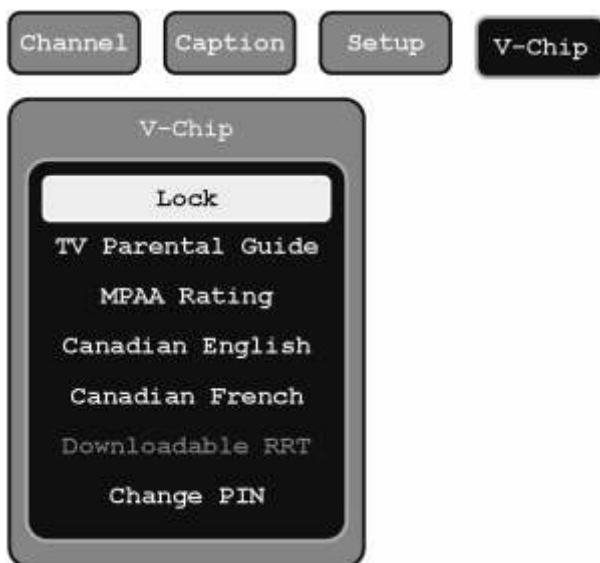 Channel Caption Setup V-Chip
V-Chip
Lock
TV Parental Guide
MPAA Rating
Canadian English
Canadian French
Downloadable RRT
Change PIN